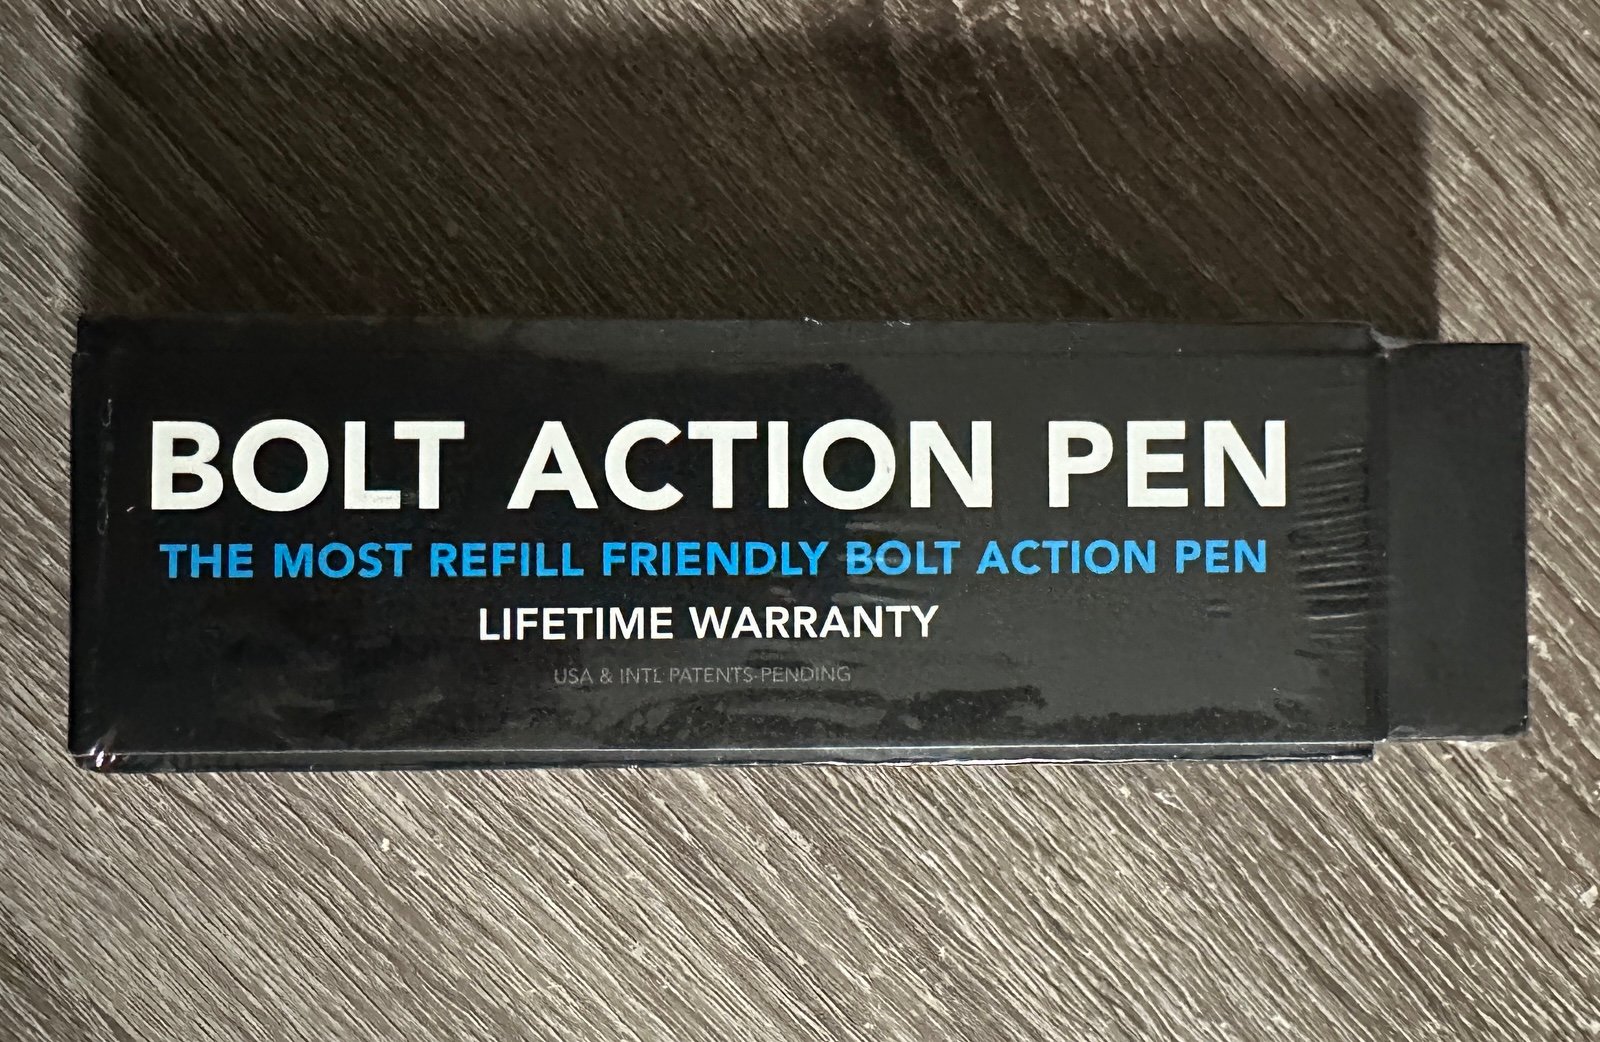 BOLT ACTION PEN
THE MOST REFILL FRIENDLY BOLT ACTION PEN
LIFETIME WARRANTY
USA & INTL PATENTS PENDING